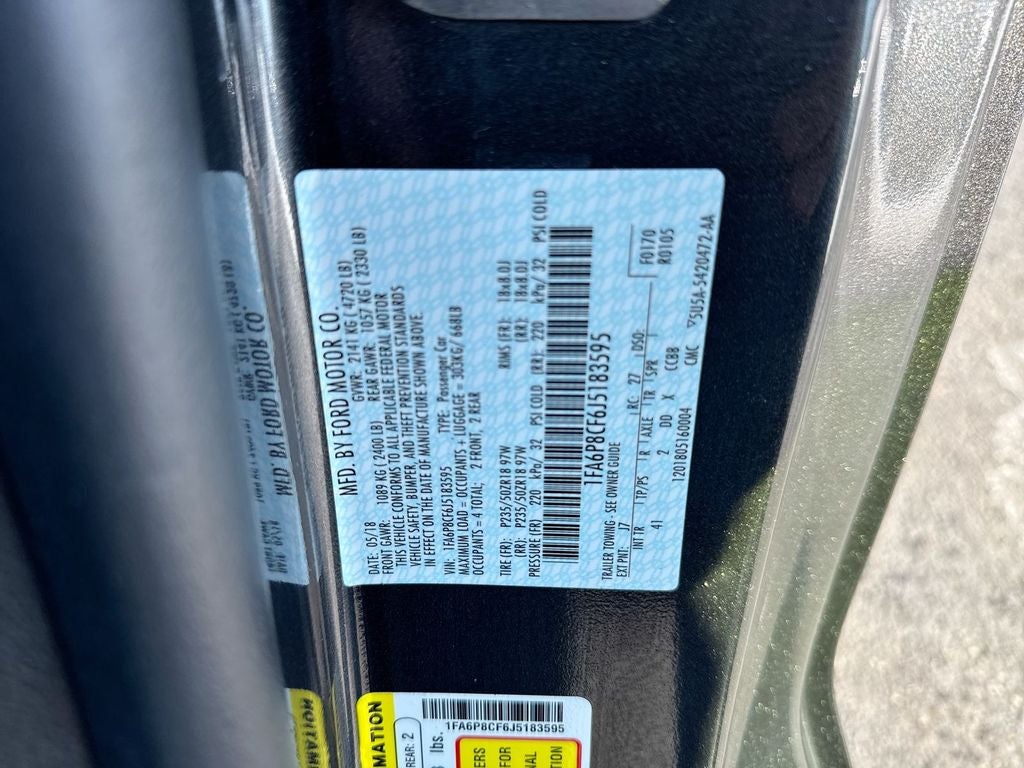 MFD. BY FORD MOTOR CO.
DATE: 05/18 GVWR: 2141 KG ( 4720 LB)
FRONT GAWR: 1089 KG ( 2400 LB) REAR GAWR: 1057 KG ( 2330 LB)
THIS VEHICLE CONFORMS TO ALL APPLICABLE FEDERAL MOTOR
VEHICLE SAFETY, BUMPER, AND THEFT PREVENTION STANDARDS
IN EFFECT ON THE DATE OF MANUFACTURE SHOWN ABOVE.
VIN: 1FA6P8CF6J5183595 , TYPE: Passenger Car
MAXIMUM LOAD = OCCUPANTS + LUGGAGE = 303KG/ 668LB
OCCUPANTS = 4 TOTAL; 2 FRONT, 2 REAR
TIRE (FR): P235/50ZR18 97W RIMS (FR): 18x8.0J
(RR): P235/50ZR18 97W (RR): 18x8.0J
PRESSURE (FR) 220 kPa/ 32 PSI COLD (RR) 220 kPa/ 32 PSI COLD
1FA6P8CF6J5183595
TRAILER TOWING - SEE OWNER GUIDE F0170
EXT PNT: J7 RC: 27 DSO: R0105
INT TR TP/PS R AXLE TR SPR
41 2 DD X CCBB
CMC
1201805160004 5U5A-5420472-AA
1FA6P8CF6J5183595
REAR: 2
lbs.